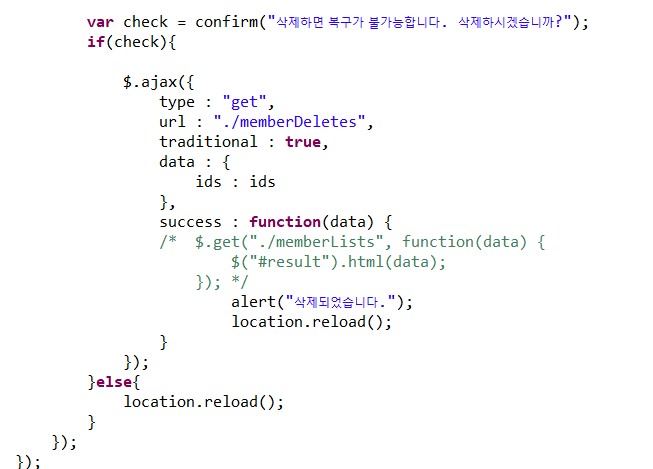 var check = confirm("삭제하면 복구가 불가능합니다. 삭제하시겠습니까?");
if(check){
$.ajax({
type : "get",
url : "./memberDeletes",
traditional : true,
data : {
ids : ids
},
success : function(data) {
/*  $.get("./memberLists", function(data) {
$("#result").html(data);
}); */
alert("삭제되었습니다.");
location.reload();
}
});
}else{
location.reload();
}
});
});